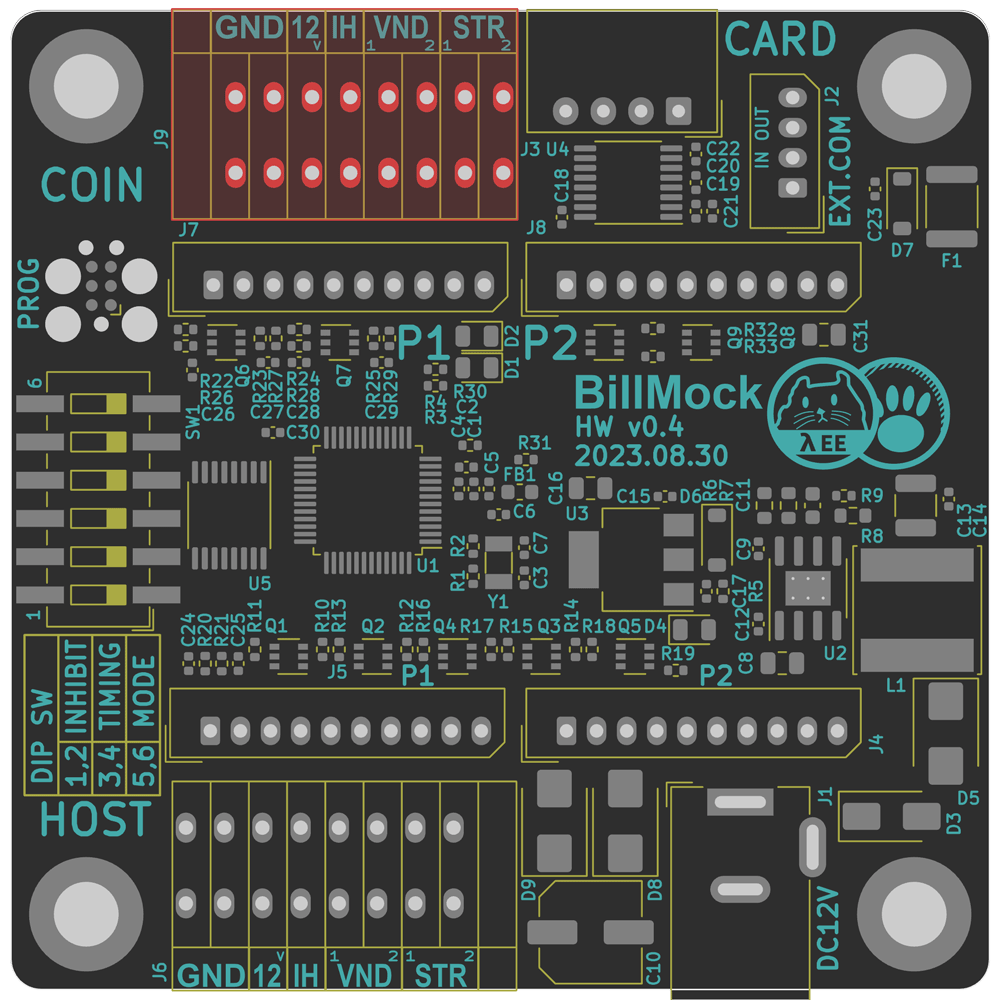 GND 12 IH VND STR
V 1 2 1 2
CARD
J9
COIN
J3 U4
C22
C20
C19
C18
C21
J2
IN OUT
EXT.COM
C23
D7
F1
J7
J8
PROG
P1
D2
D1
P2
Q9
R32
R33
Q8
C31
R22
R26
C26
Q6
R23
R27
C27
R24
R28
C28
Q7
R25
R29
C29
R4
R3
R30
C2
C1
C4
6
SW1
1
C30
BillMock
HW v0.4
2023.08.30
λ EE
R31
FB1
C5
C6
C16
U3
C15
D6
R6
R7
C11
R9
R8
C13
C14
U5
U1
R2
R1
Y1
C7
C3
C9
R5
C17
C12
U2
C8
L1
C24
R20
R21
C25
R11
Q1
R10
R13
Q2
R12
R16
Q4
R17
R15
Q3
R14
R18
Q5
D4
R19
J5
P1
P2
J4
DIP SW
1,2 INHIBIT
3,4 TIMING
5,6 MODE
HOST
J1
D5
D3
D9
D8
C10
DC12V
J6
V 1 2 1 2
GND 12 IH VND STR